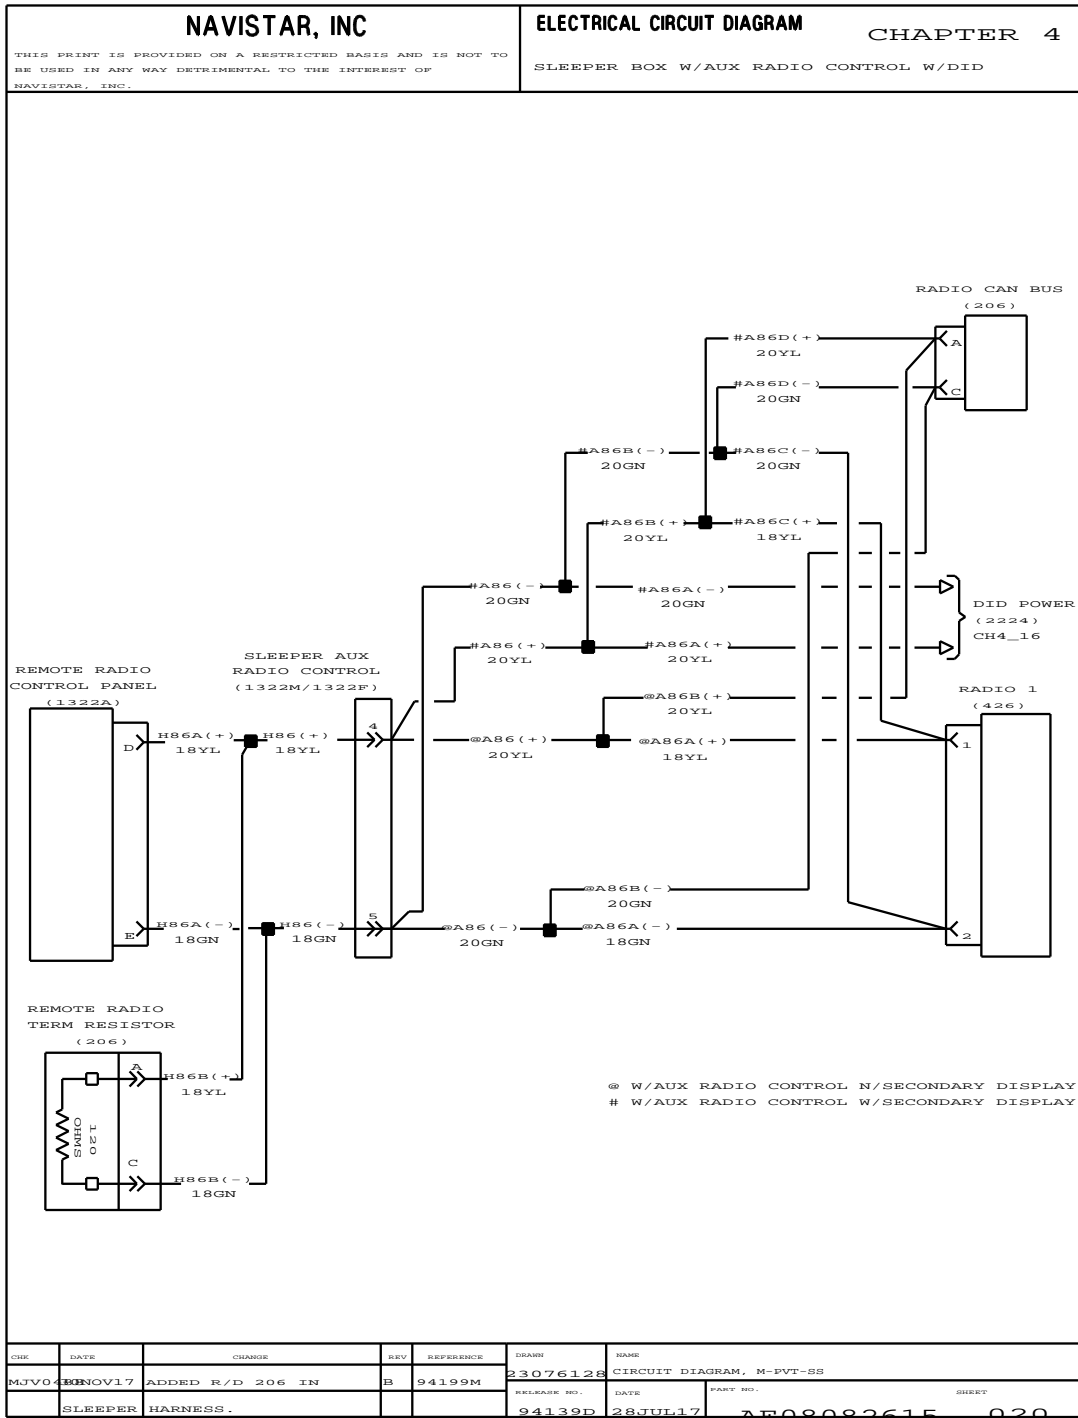 NAVISTAR, INC
THIS PRINT IS PROVIDED ON A RESTRICTED BASIS AND IS NOT TO
BE USED IN ANY WAY DETRIMENTAL TO THE INTEREST OF
NAVISTAR, INC.
ELECTRICAL CIRCUIT DIAGRAM
CHAPTER 4
SLEEPER BOX W/AUX RADIO CONTROL W/DID
RADIO CAN BUS
(206)
#A86D(+)
20YL
A
#A86D(-)
20GN
C
#A86B(-)
20GN
#A86C(-)
20GN
#A86B(+)
20YL
#A86C(+)
18YL
#A86(-)
20GN
#A86A(-)
20GN
DID POWER
(2224)
CH4_16
#A86(+)
20YL
#A86A(+)
20YL
SLEEPER AUX
RADIO CONTROL
(1322M/1322F)
REMOTE RADIO
CONTROL PANEL
(1322A)
@A86B(+)
20YL
RADIO 1
(426)
D
H86A(+)
18YL
H86(+)
18YL
4
@A86(+)
20YL
@A86A(+)
18YL
1
@A86B(-)
20GN
E
H86A(-)
18GN
H86(-)
18GN
5
@A86(-)
20GN
@A86A(-)
18GN
2
REMOTE RADIO
TERM RESISTOR
(206)
A
H86B(+)
18YL
120
OHMS
C
H86B(-)
18GN
@ W/AUX RADIO CONTROL N/SECONDARY DISPLAY
# W/AUX RADIO CONTROL W/SECONDARY DISPLAY
CHK DATE CHANGE REV REFERENCE
ADDED R/D 206 IN B 94199M
SLEEPER HARNESS.
DRAWN
23076128
NAME
CIRCUIT DIAGRAM, M-PVT-SS
RELEASE NO.
94139D
DATE
28JUL17
PART NO.
AE08082615
SHEET
020